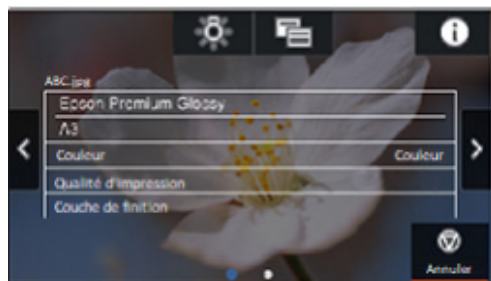 ABC.jpg
Epson Premium Glossy
A3
Couleur Couleur
Qualité d'impression
Couche de finition
Annuler